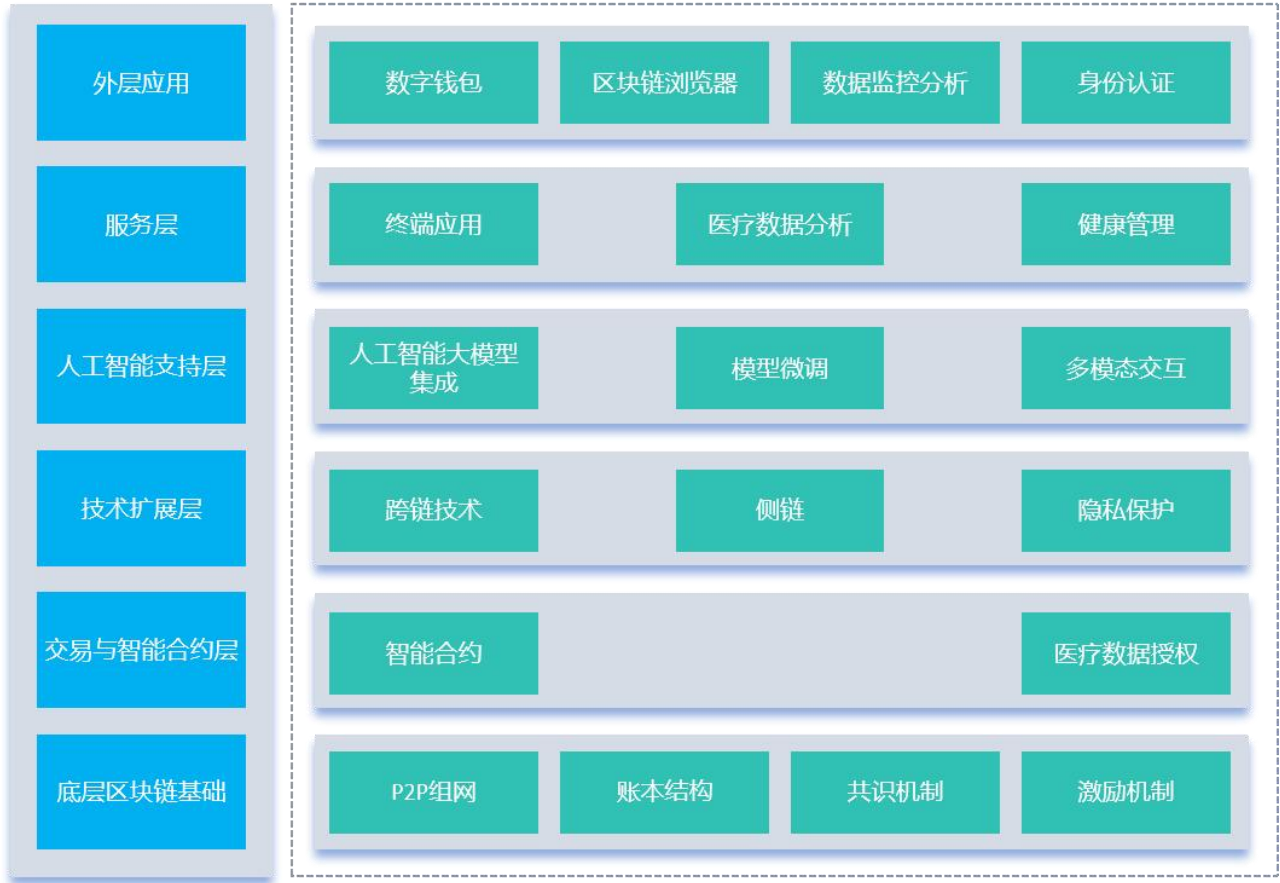 外层应用
数字钱包
区块链浏览器
数据监控分析
身份认证
服务层
终端应用
医疗数据分析
健康管理
人工智能支持层
人工智能大模型
集成
模型微调
多模态交互
技术扩展层
跨链技术
侧链
隐私保护
交易与智能合约层
智能合约
医疗数据授权
底层区块链基础
P2P组网
账本结构
共识机制
激励机制